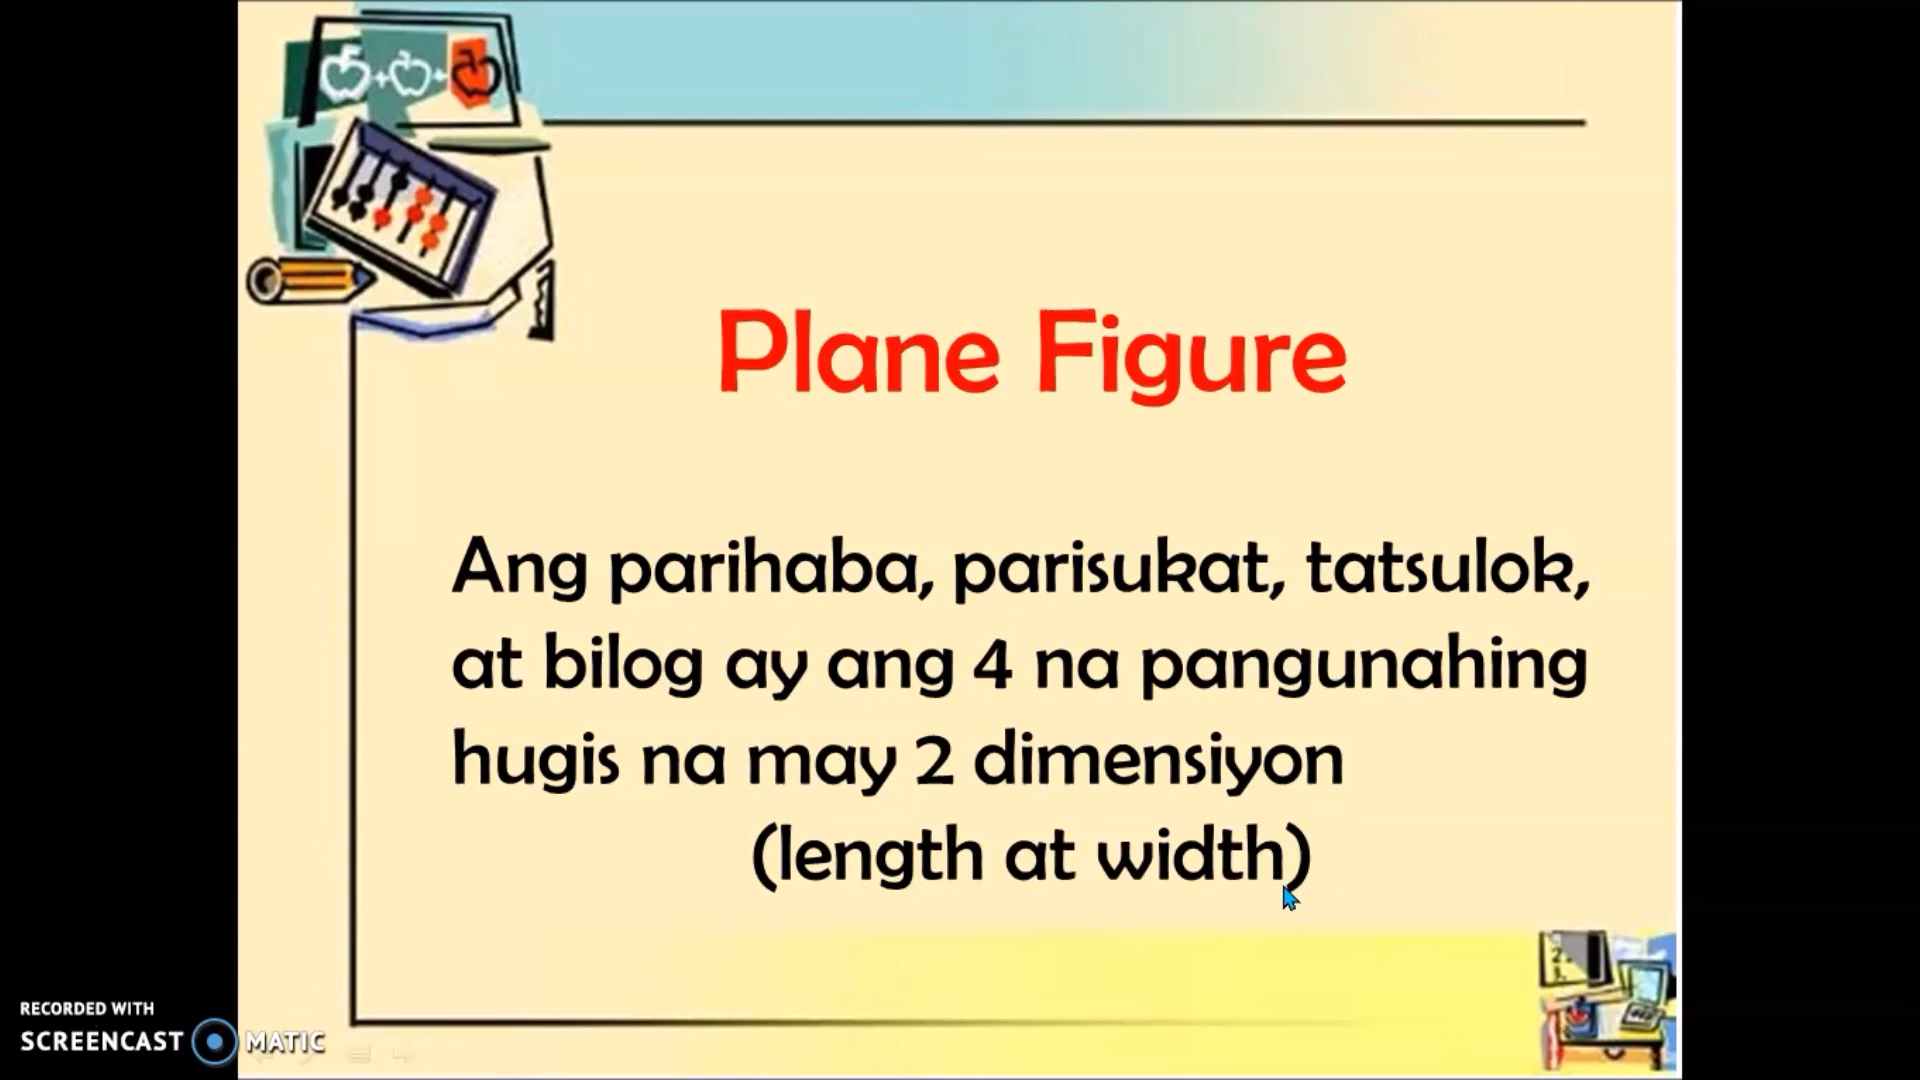 Plane Figure
Ang parihaba, parisukat, tatsulok,
at bilog ay ang 4 na pangunahing
hugis na may 2 dimensiyon
(length at width)
RECORDED WITH
SCREENCAST MATIC